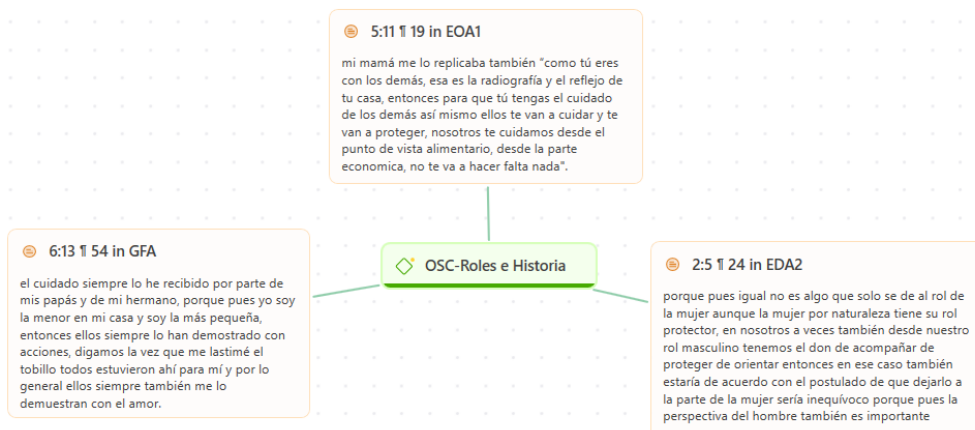 5:11 ¶ 19 in EOA1
mi mamá me lo replicaba también "como tú eres
con los demás, esa es la radiografía y el reflejo de
tu casa, entonces para que tú tengas el cuidado
de los demás así mismo ellos te van a cuidar y te
van a proteger, nosotros te cuidamos desde el
punto de vista alimentario, desde la parte
economica, no te va a hacer falta nada".
6:13 ¶ 54 in GFA
el cuidado siempre lo he recibido por parte de
mis papás y de mi hermano, porque pues yo soy
la menor en mi casa y soy la más pequeña,
entonces ellos siempre lo han demostrado con
acciones, digamos la vez que me lastimé el
tobillo todos estuvieron ahí para mí y por lo
general ellos siempre también me lo
demuestran con el amor.
OSC-Roles e Historia
2:5 ¶ 24 in EDA2
porque pues igual no es algo que solo se de al rol de
la mujer aunque la mujer por naturaleza tiene su rol
protector, en nosotros a veces también desde nuestro
rol masculino tenemos el don de acompañar de
proteger de orientar entonces en ese caso también
estaría de acuerdo con el postulado de que dejarlo a
la parte de la mujer sería inequívoco porque pues la
perspectiva del hombre también es importante